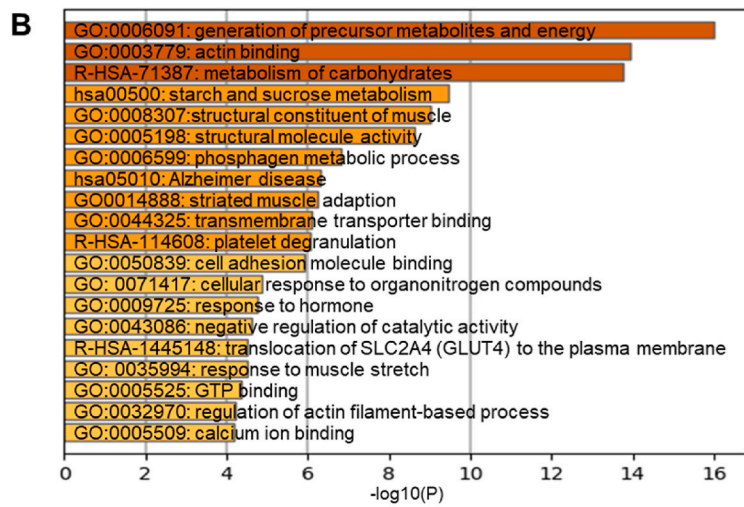 B
GO:0006091: generation of precursor metabolites and energy
GO:0003779: actin binding
R-HSA-71387: metabolism of carbohydrates
hsa00500: starch and sucrose metabolism
GO:0008307:structural constituent of muscle
GO:0005198: structural molecule activity
GO:0006599: phosphagen metabolic process
hsa05010: Alzheimer disease
GO0014888: striated muscle adaption
GO:0044325: transmembrane transporter binding
R-HSA-114608: platelet degranulation
GO:0050839: cell adhesion molecule binding
GO: 0071417: cellular response to organonitrogen compounds
GO:0009725: response to hormone
GO:0043086: negative regulation of catalytic activity
R-HSA-1445148: translocation of SLC2A4 (GLUT4) to the plasma membrane
GO: 0035994: response to muscle stretch
GO:0005525: GTP binding
GO:0032970: regulation of actin filament-based process
GO:0005509: calcium ion binding
0 2 4 6 8 10 12 14 16
-log10(P)